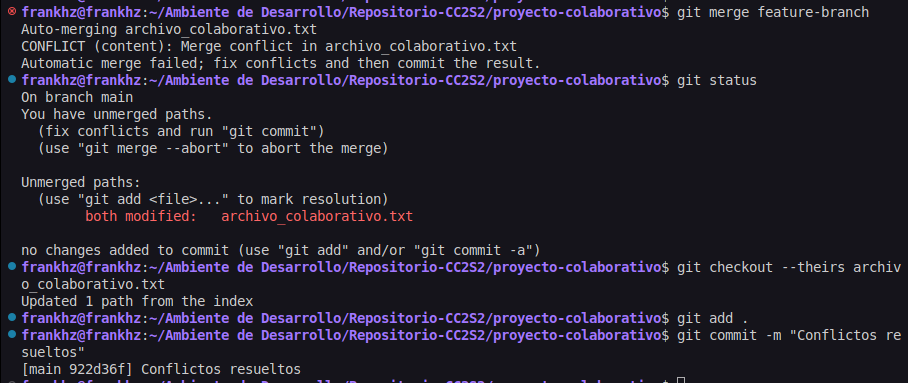 frankhz@frankhz:~/Ambiente de Desarrollo/Repositorio-CC2S2/proyecto-colaborativo$ git merge feature-branch
Auto-merging archivo_colaborativo.txt
CONFLICT (content): Merge conflict in archivo_colaborativo.txt
Automatic merge failed; fix conflicts and then commit the result.
frankhz@frankhz:~/Ambiente de Desarrollo/Repositorio-CC2S2/proyecto-colaborativo$ git status
On branch main
You have unmerged paths.
  (fix conflicts and run "git commit")
  (use "git merge --abort" to abort the merge)

Unmerged paths:
  (use "git add <file>..." to mark resolution)
        both modified:   archivo_colaborativo.txt

no changes added to commit (use "git add" and/or "git commit -a")
frankhz@frankhz:~/Ambiente de Desarrollo/Repositorio-CC2S2/proyecto-colaborativo$ git checkout --theirs archiv
o_colaborativo.txt
Updated 1 path from the index
frankhz@frankhz:~/Ambiente de Desarrollo/Repositorio-CC2S2/proyecto-colaborativo$ git add .
frankhz@frankhz:~/Ambiente de Desarrollo/Repositorio-CC2S2/proyecto-colaborativo$ git commit -m "Conflictos re
sueltos"
[main 922d36f] Conflictos resueltos
frankhz@frankhz:~/Ambiente de Desarrollo/Repositorio-CC2S2/proyecto-colaborativo$